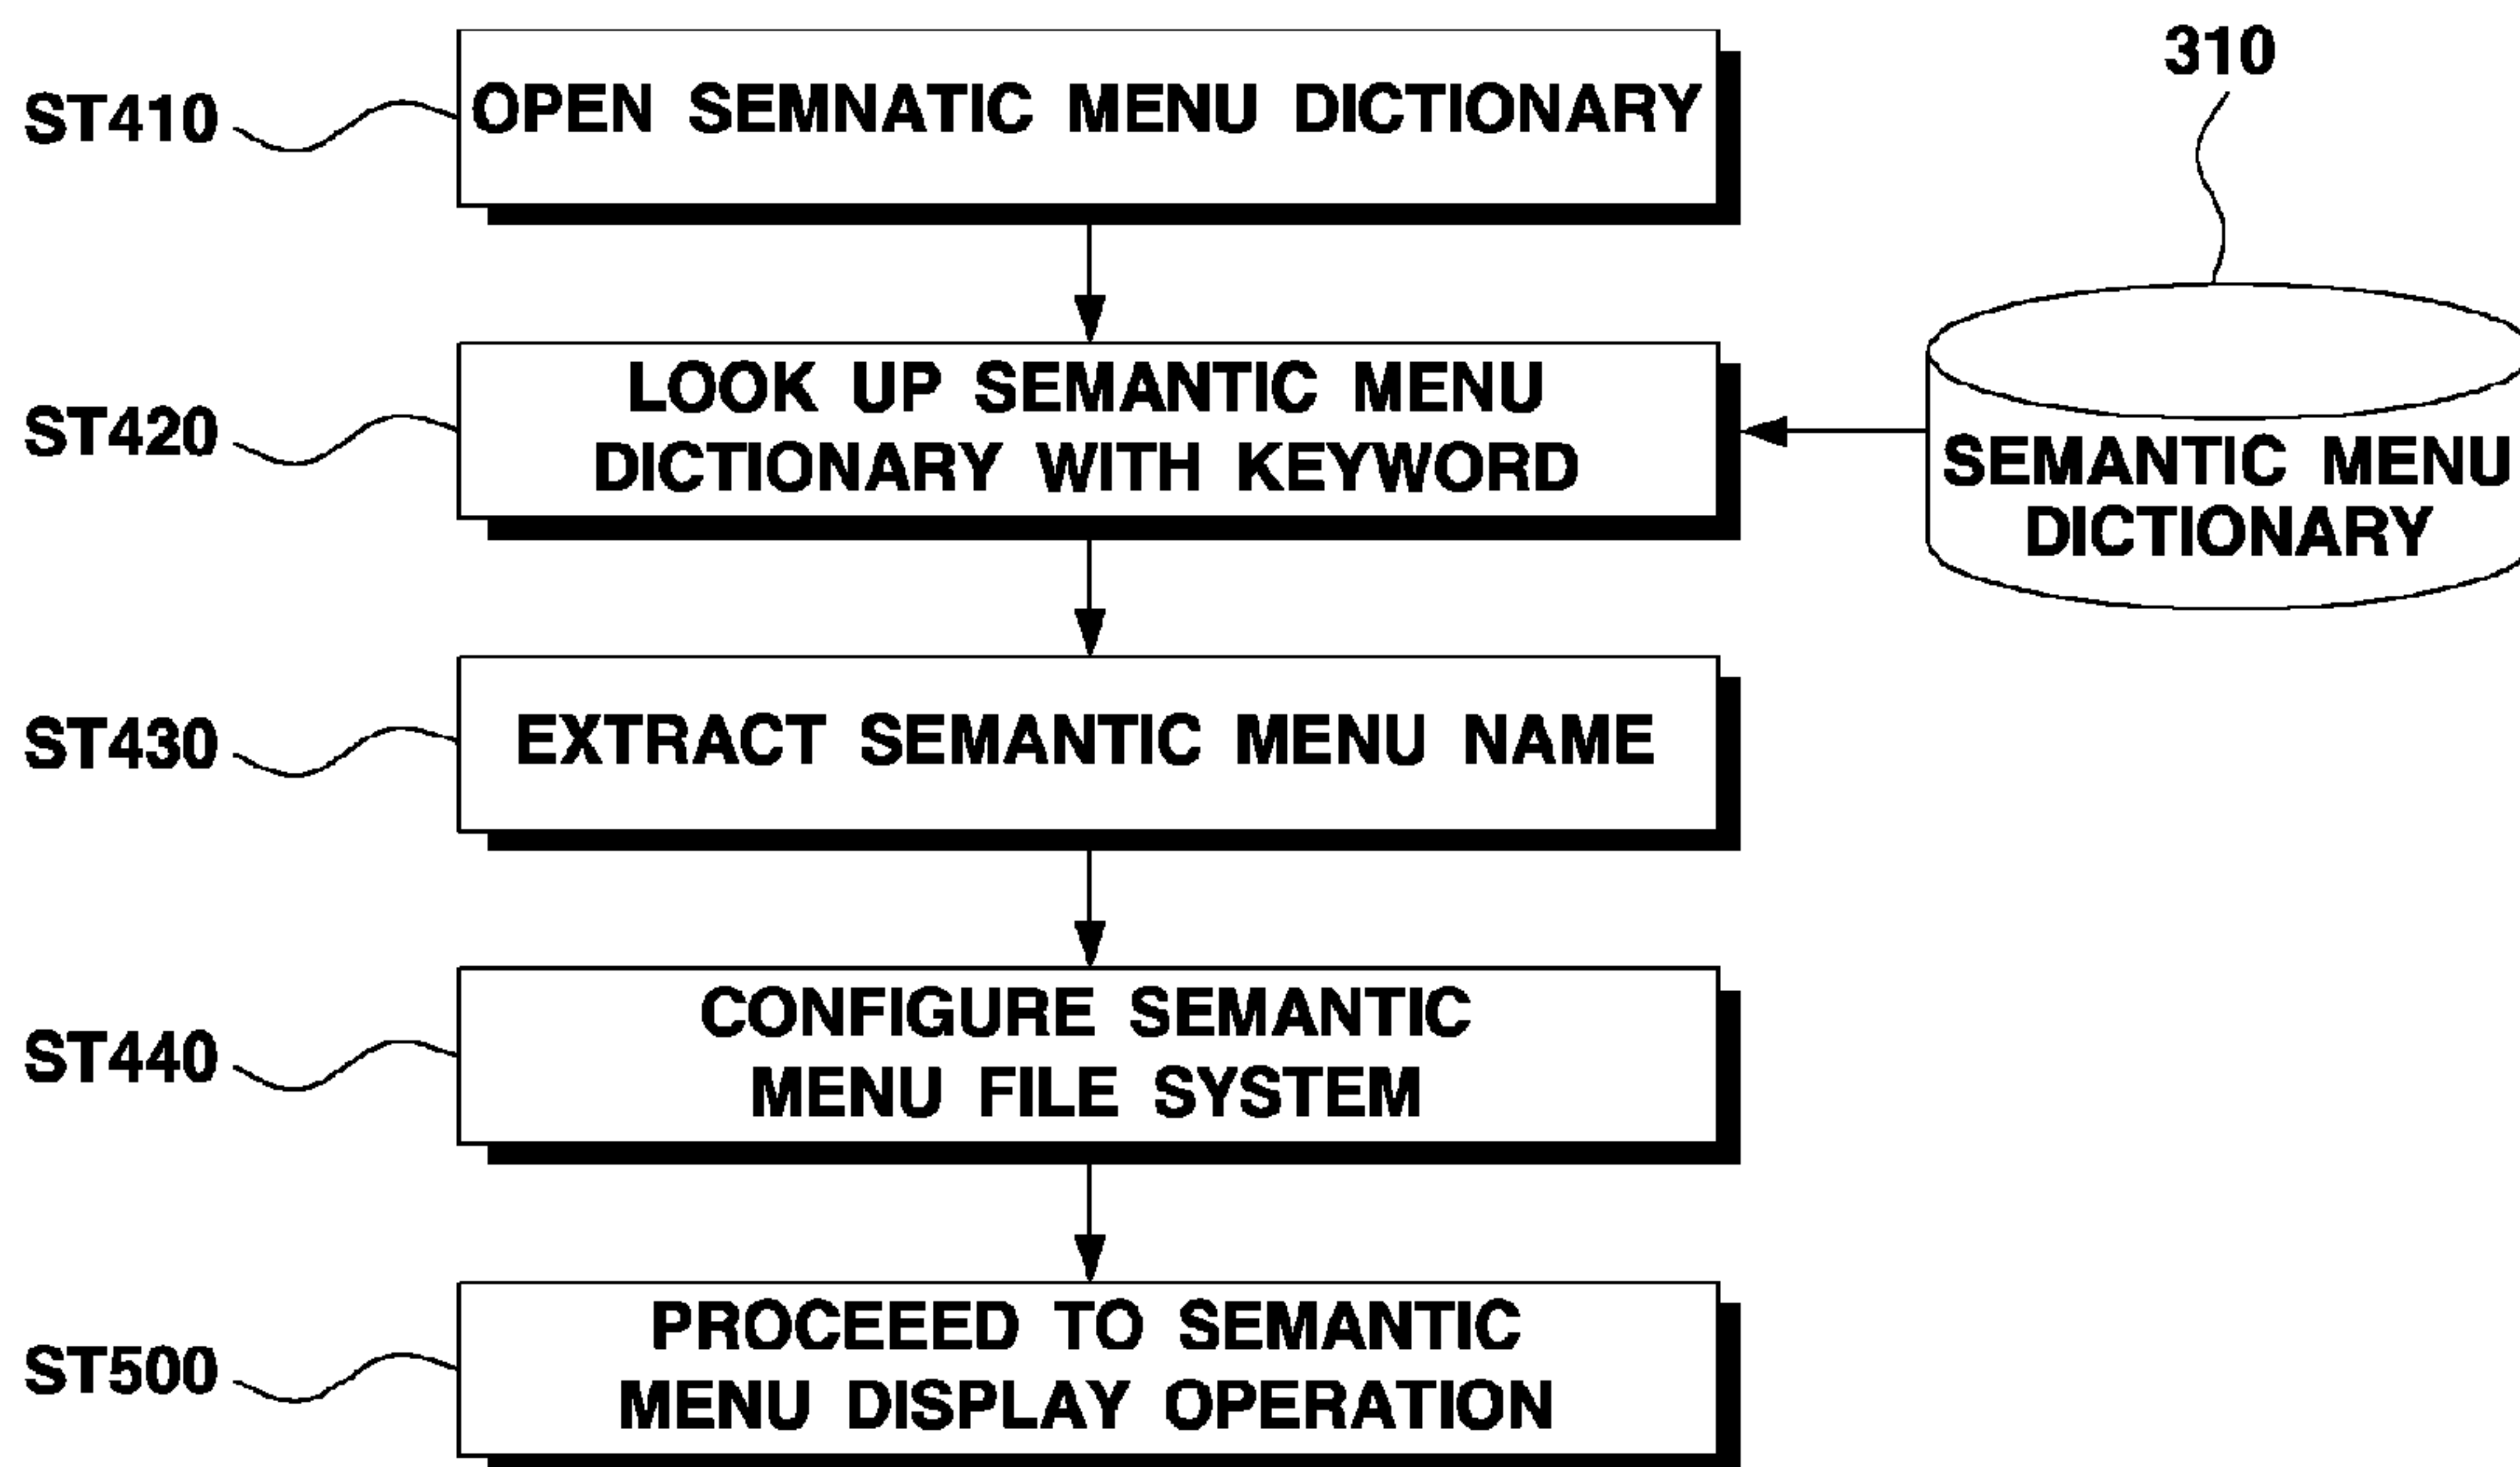 310
ST410
OPEN SEMNATIC MENU DICTIONARY
ST420
LOOK UP SEMANTIC MENU
DICTIONARY WITH KEYWORD
SEMANTIC MENU
DICTIONARY
ST430
EXTRACT SEMANTIC MENU NAME
ST440
CONFIGURE SEMANTIC
MENU FILE SYSTEM
ST500
PROCEEED TO SEMANTIC
MENU DISPLAY OPERATION